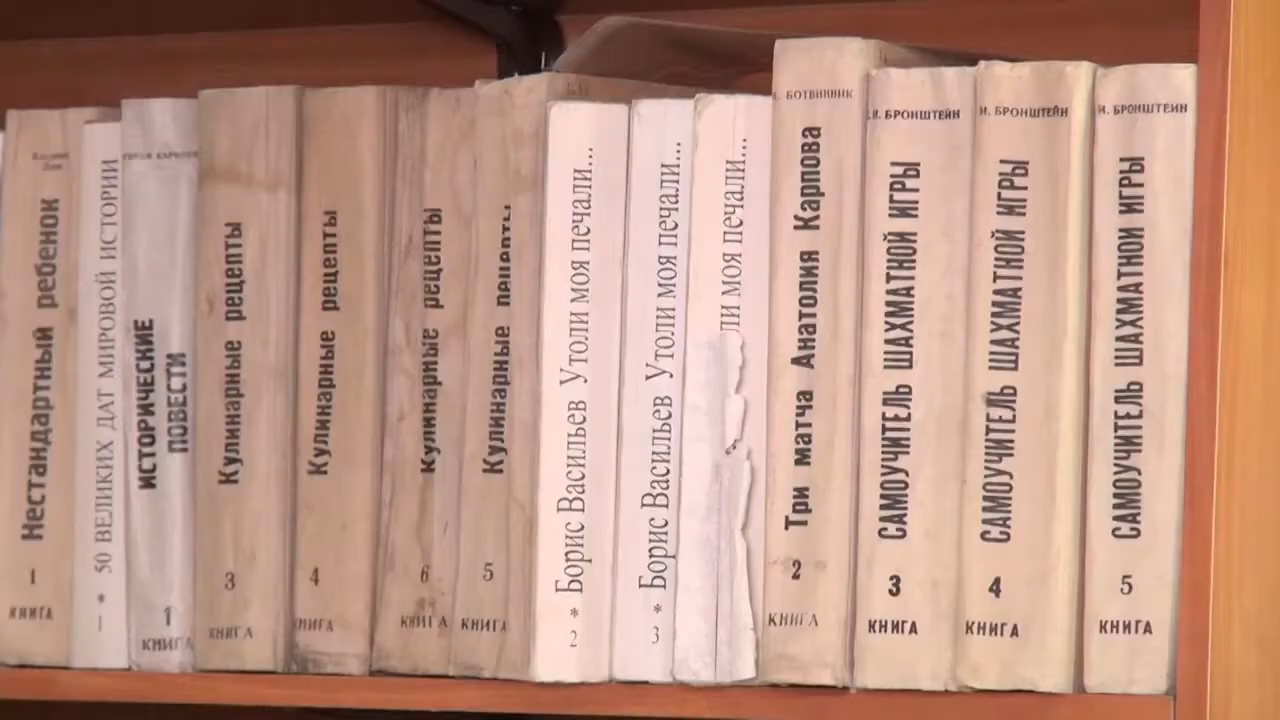 Нестандартный ребенок
1
КНИГА
50 ВЕЛИКИХ ДАТ МИРОВОЙ ИСТОРИИ
* 1
ИСТОРИЧЕСКИЕ
ПОВЕСТИ
1
КНИГА
Кулинарные рецепты
3
КНИГА
Кулинарные рецепты
4
КНИГА
Кулинарные рецепты
6
КНИГА
Кулинарные рецепты
5
КНИГА
2 * Борис Васильев Утоли моя печали...
3 * Борис Васильев Утоли моя печали...
ли моя печали...
БОТВИННИК
Три матча Анатолия Карпова
2
КНИГА
И. БРОНШТЕЙН
САМОУЧИТЕЛЬ ШАХМАТНОЙ ИГРЫ
3
КНИГА
И. БРОНШТЕЙН
САМОУЧИТЕЛЬ ШАХМАТНОЙ ИГРЫ
4
КНИГА
И. БРОНШТЕИН
САМОУЧИТЕЛЬ ШАХМАТНОЙ ИГРЫ
5
КНИГА